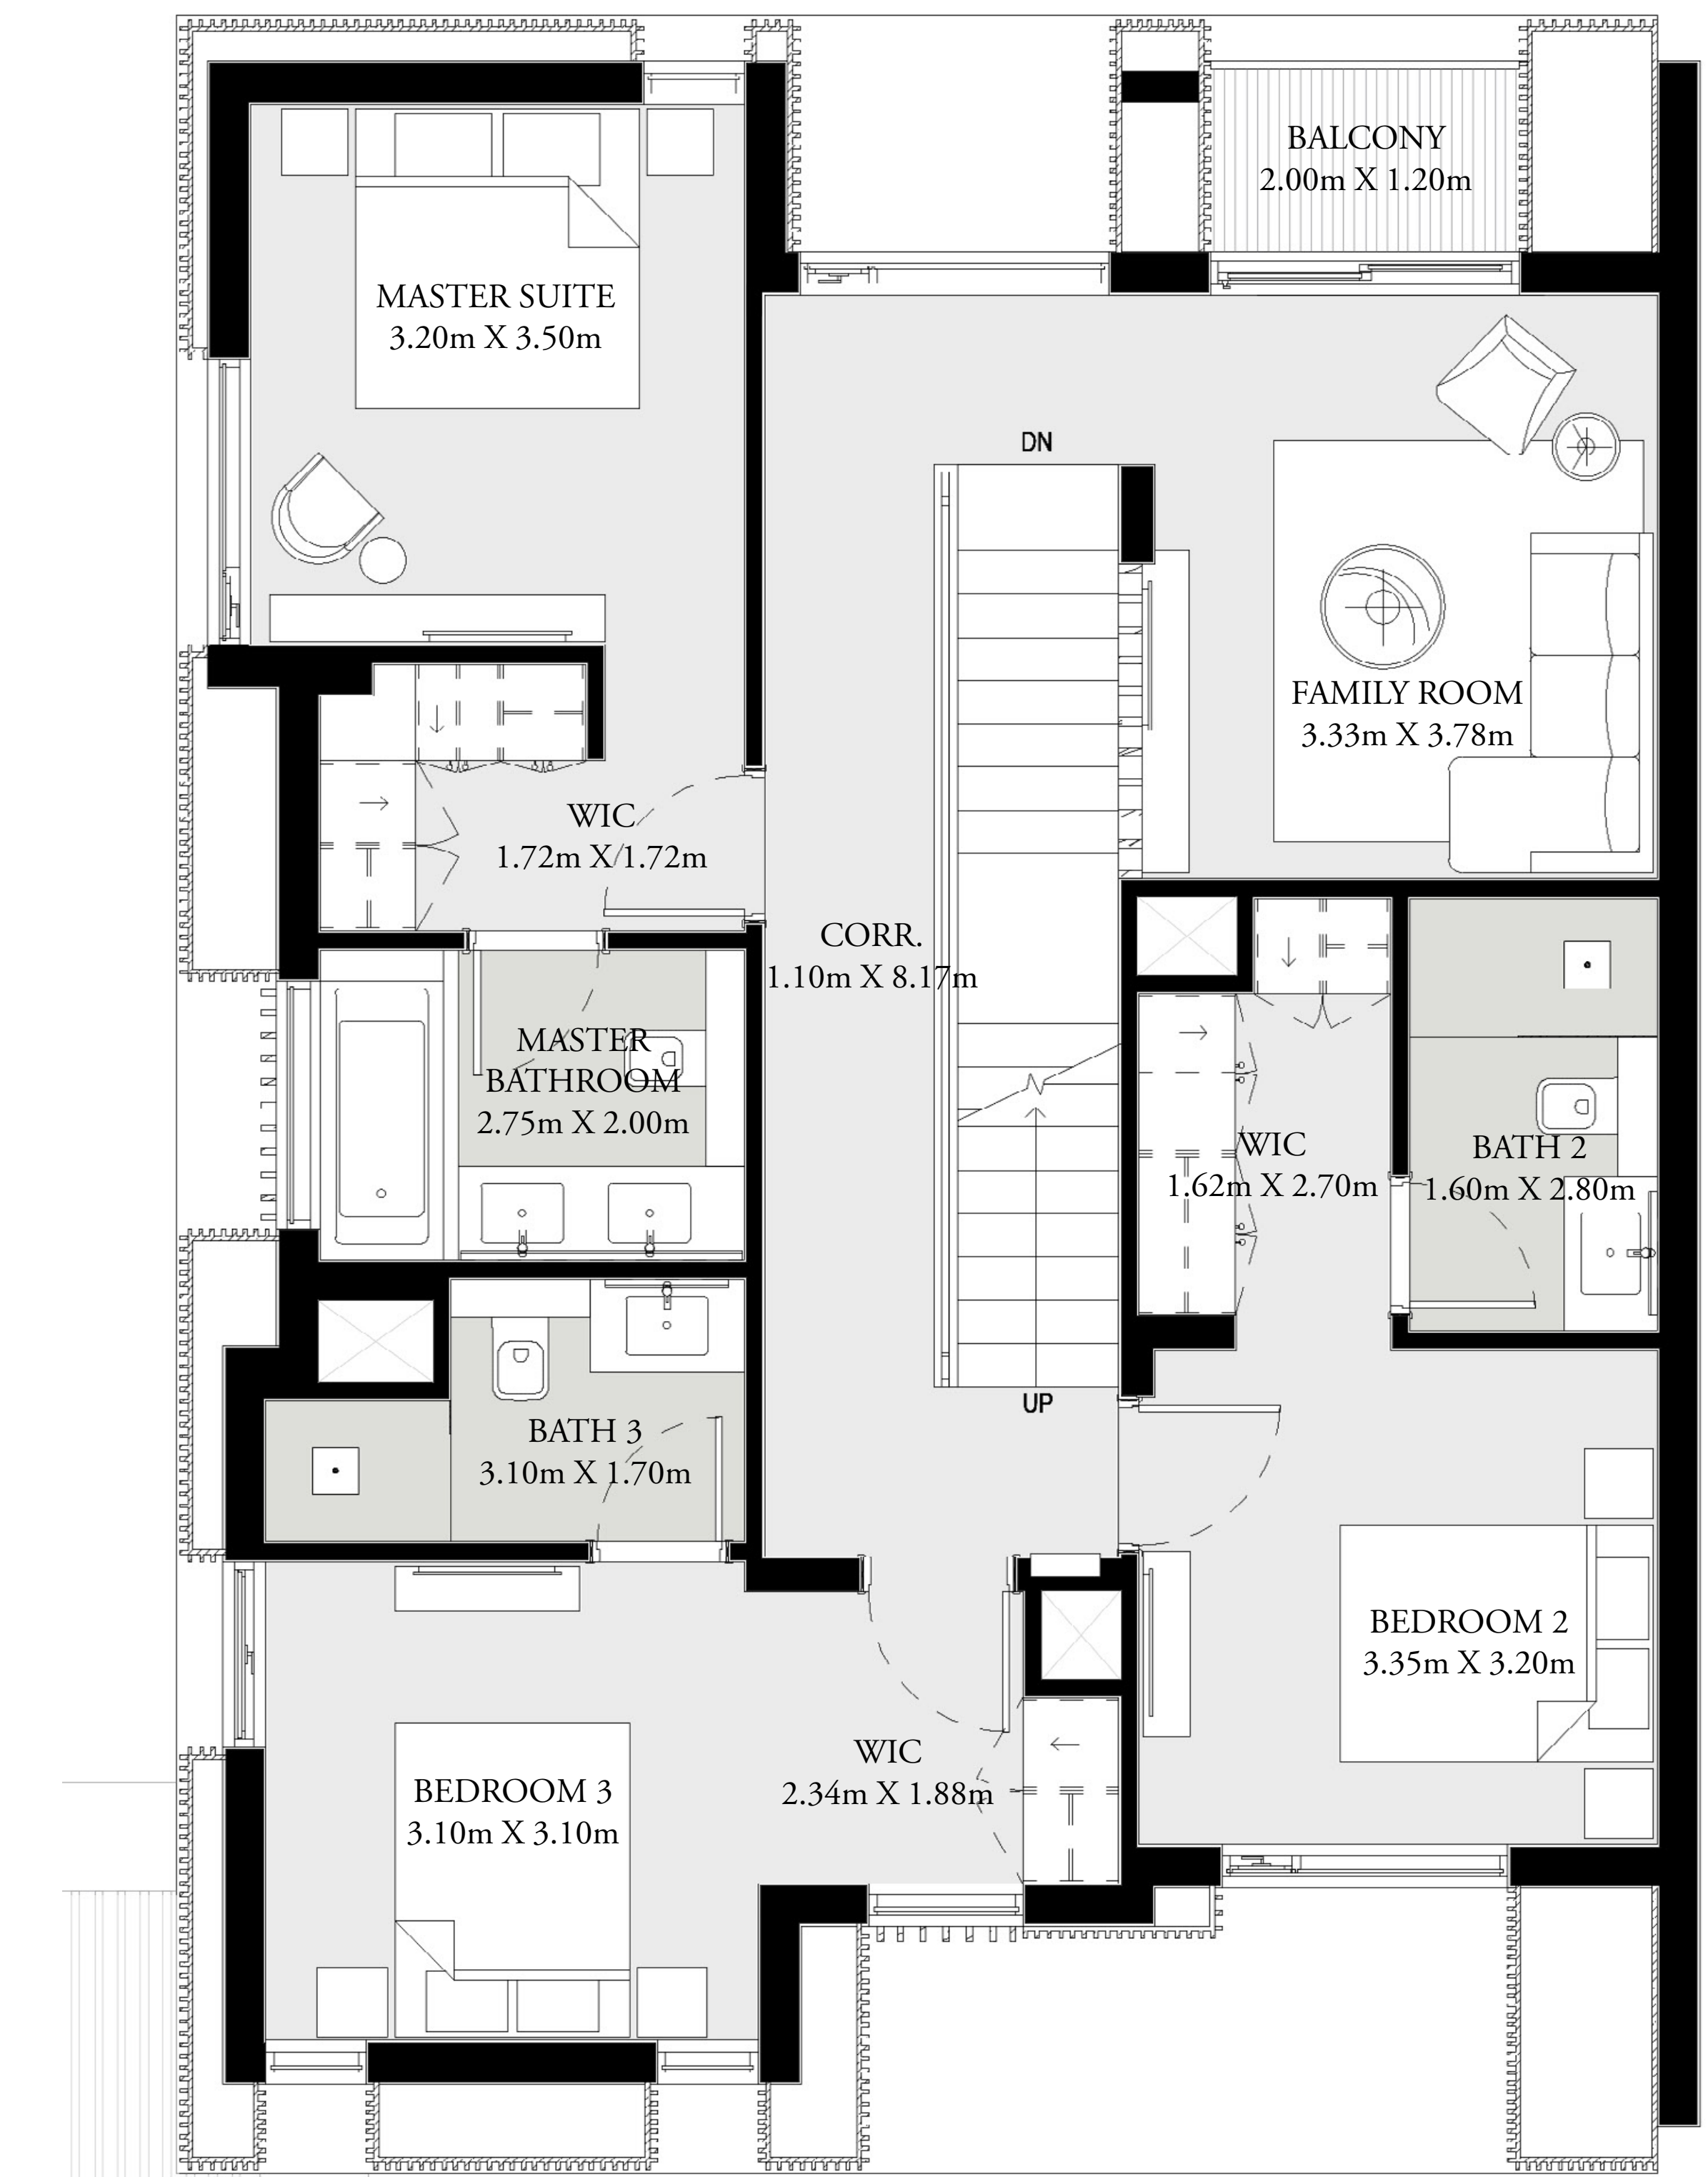 BALCONY
2.00m X 1.20m
MASTER SUITE
3.20m X 3.50m
DN
FAMILY ROOM
3.33m X 3.78m
WIC
1.72m X 1.72m
CORR.
1.10m X 8.17m
MASTER
BATHROOM
2.75m X 2.00m
WIC
1.62m X 2.70m
BATH 2
1.60m X 2.80m
UP
BATH 3
3.10m X 1.70m
BEDROOM 2
3.35m X 3.20m
WIC
2.34m X 1.88m
BEDROOM 3
3.10m X 3.10m